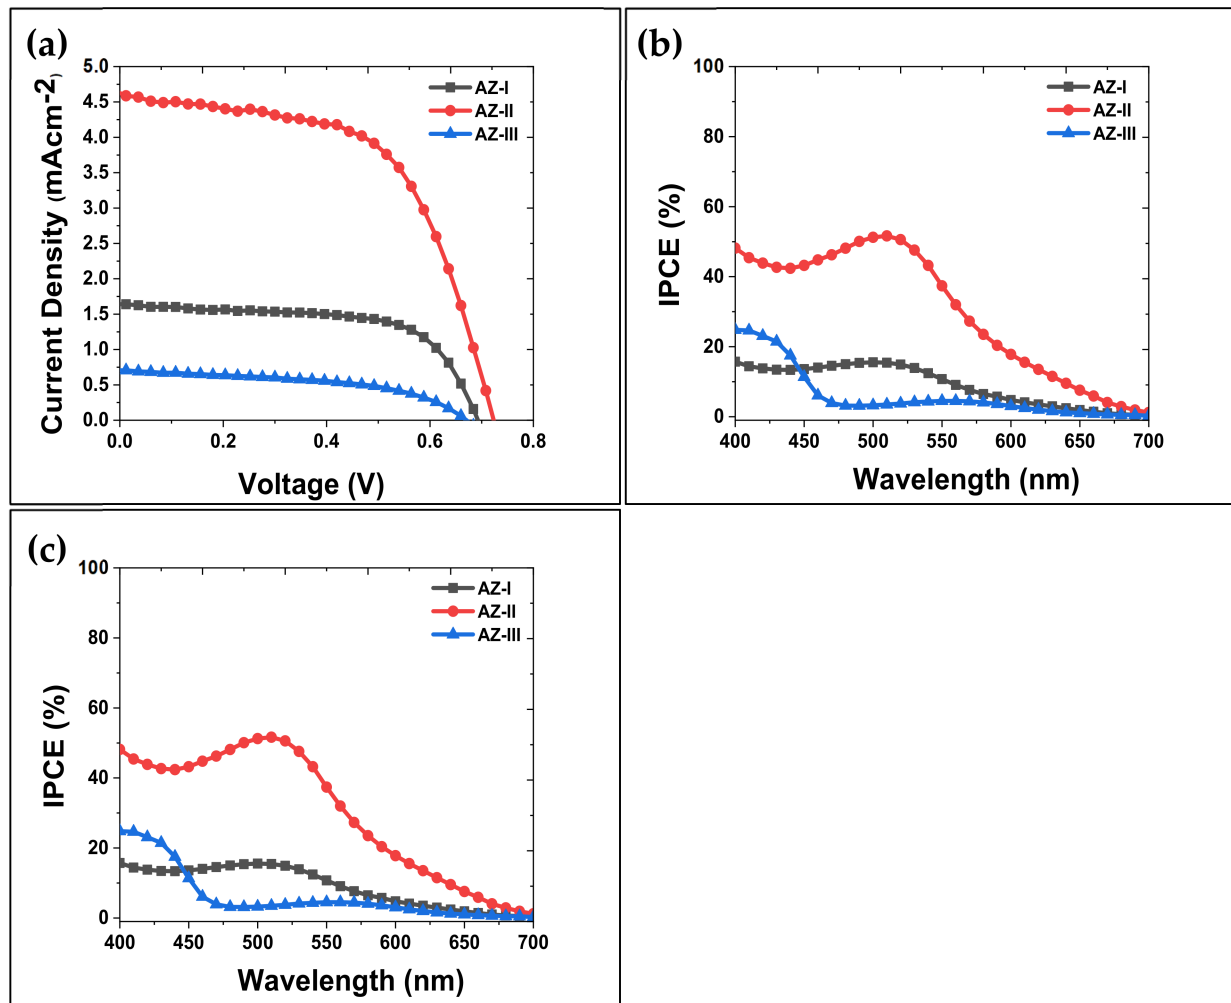 (a)
Current Density (mAcm-2)
5.0
4.5
4.0
3.5
3.0
2.5
2.0
1.5
1.0
0.5
0.0
0.0 0.2 0.4 0.6 0.8
Voltage (V)
AZ-I
AZ-II
AZ-III
(b)
IPCE (%)
100
80
60
40
20
0
400 450 500 550 600 650 700
Wavelength (nm)
AZ-I
AZ-II
AZ-III
(c)
IPCE (%)
100
80
60
40
20
0
400 450 500 550 600 650 700
Wavelength (nm)
AZ-I
AZ-II
AZ-III